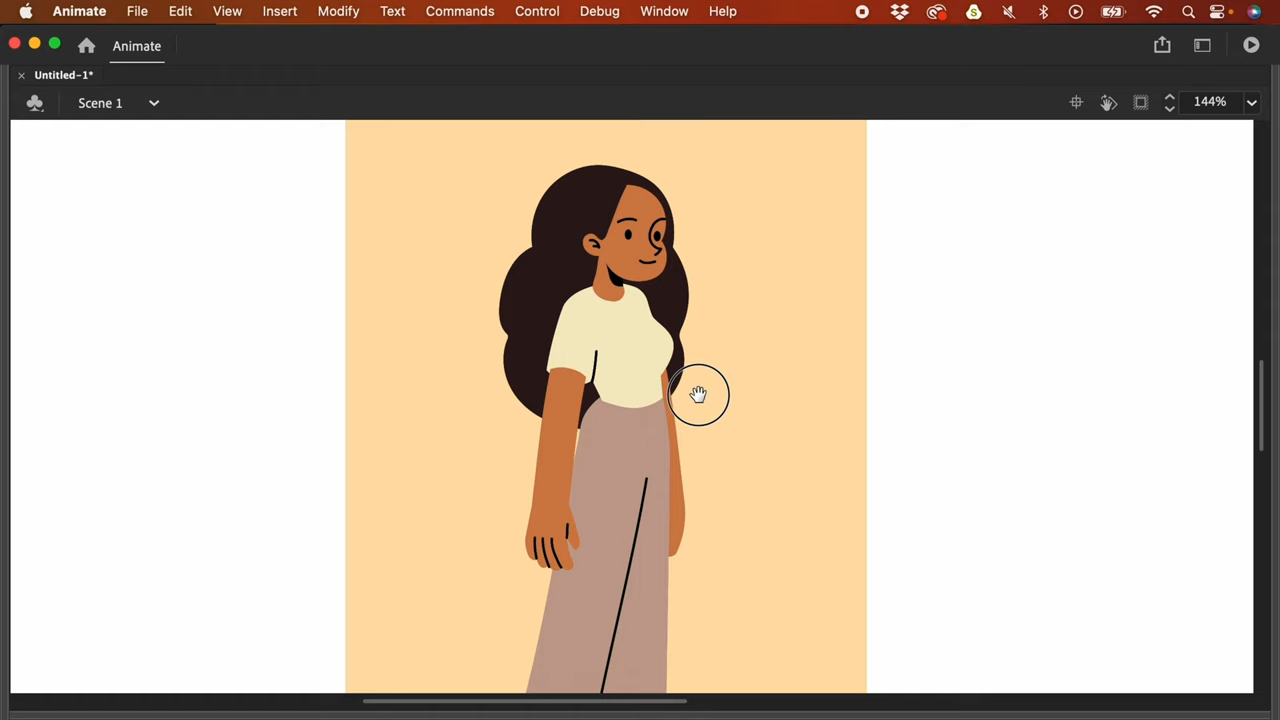 Animate File Edit View Insert Modify Text Commands Control Debug Window Help
Animate
Untitled-1*
Scene 1 144%